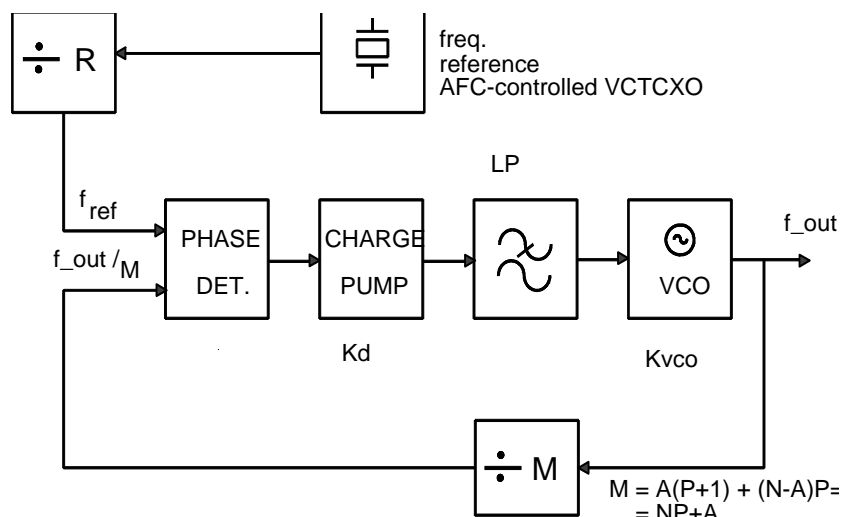 ÷ R
freq.
reference
AFC-controlled VCTCXO
LP
f ref
f_out
f_out /M
PHASE
DET.
CHARGE
PUMP
VCO
Kd
Kvco
÷ M
M = A(P+1) + (N-A)P=
= NP+A